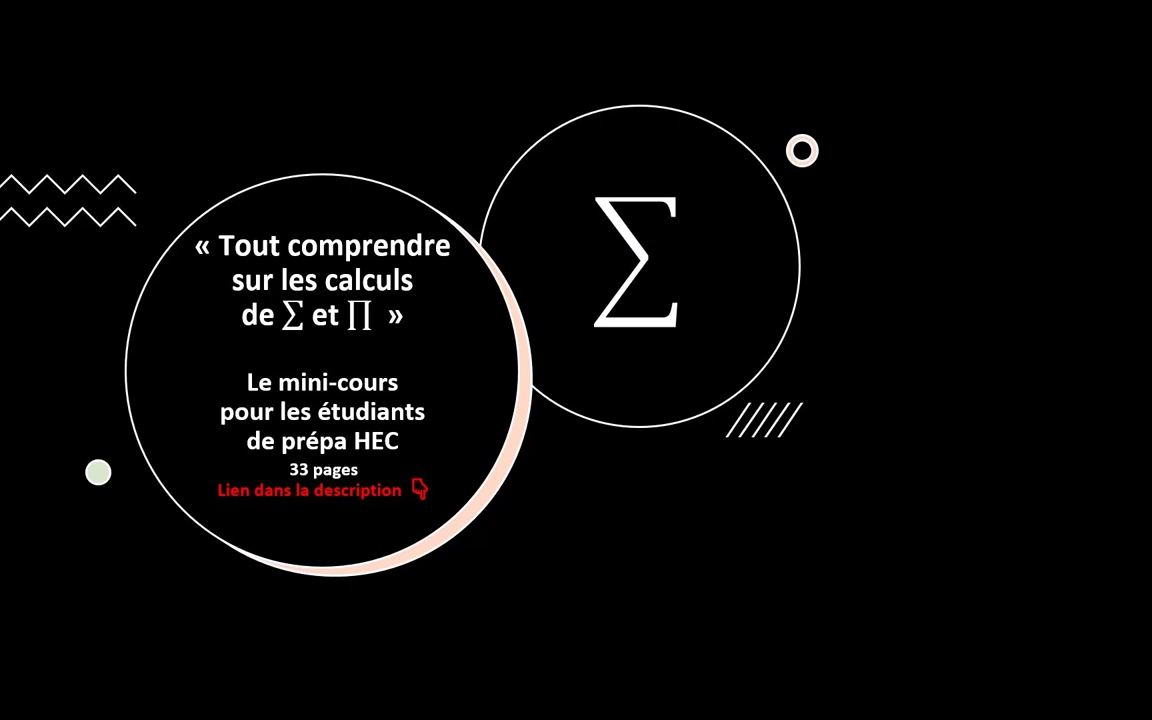 « Tout comprendre
sur les calculs
de ∑ et ∏ »
Le mini-cours
pour les étudiants
de prépa HEC
33 pages
Lien dans la description
∑